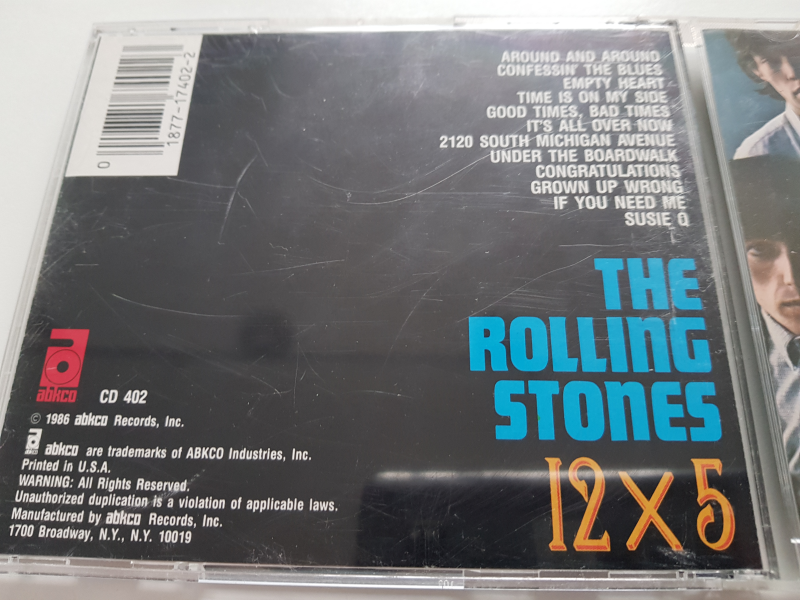 0 1877-17402-2
AROUND AND AROUND
CONFESSIN' THE BLUES
EMPTY HEART
TIME IS ON MY SIDE
GOOD TIMES, BAD TIMES
IT'S ALL OVER NOW
2120 SOUTH MICHIGAN AVENUE
UNDER THE BOARDWALK
CONGRATULATIONS
GROWN UP WRONG
IF YOU NEED ME
SUSIE Q
THE
ROLLING
STONES
12 X 5
abkco
CD 402
© 1986 abkco Records, Inc.
abkco abkco are trademarks of ABKCO Industries, Inc.
Printed in U.S.A.
WARNING: All Rights Reserved.
Unauthorized duplication is a violation of applicable laws.
Manufactured by abkco Records, Inc.
1700 Broadway, N.Y., N.Y. 10019